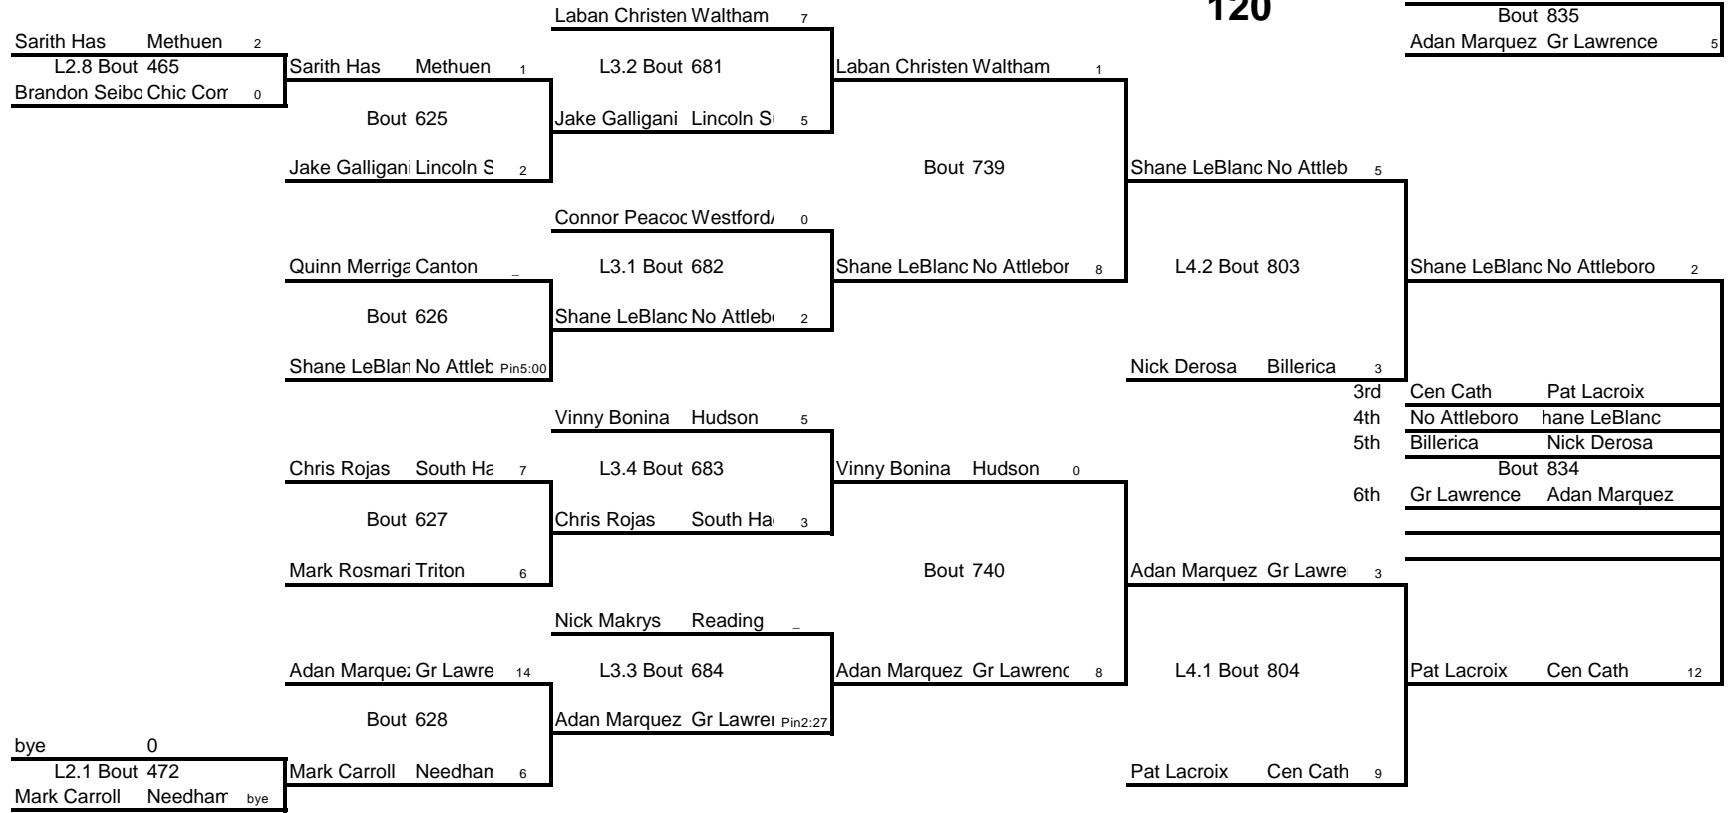 Laban Christen Waltham 7
120
Bout 835
Sarith Has Methuen 2
Adan Marquez Gr Lawrence 5
L2.8 Bout 465
Sarith Has Methuen 1
L3.2 Bout 681
Laban Christen Waltham 1
Brandon Seibo Chic Com 0
Bout 625
Jake Galligani Lincoln S 5
Jake Galligani Lincoln S 2
Bout 739
Shane LeBlanc No Attleb 5
Connor Peacoc Westford 0
Quinn Merriga Canton _
L3.1 Bout 682
Shane LeBlanc No Attlebor 8
L4.2 Bout 803
Shane LeBlanc No Attleboro 2
Bout 626
Shane LeBlanc No Attleb 2
Shane LeBlan No Attleb Pin5:00
Nick Derosa Billerica 3
3rd Cen Cath Pat Lacroix
Vinny Bonina Hudson 5
4th No Attleboro hane LeBlanc
5th Billerica Nick Derosa
Chris Rojas South Ha 7
L3.4 Bout 683
Vinny Bonina Hudson 0
Bout 834
6th Gr Lawrence Adan Marquez
Bout 627
Chris Rojas South Ha 3
Mark Rosmari Triton 6
Bout 740
Adan Marquez Gr Lawre 3
Nick Makrys Reading _
Adan Marquez Gr Lawre 14
L3.3 Bout 684
Adan Marquez Gr Lawrenc 8
L4.1 Bout 804
Pat Lacroix Cen Cath 12
Bout 628
Adan Marquez Gr Lawre Pin2:27
bye 0
L2.1 Bout 472
Mark Carroll Needham 6
Pat Lacroix Cen Cath 9
Mark Carroll Needham bye